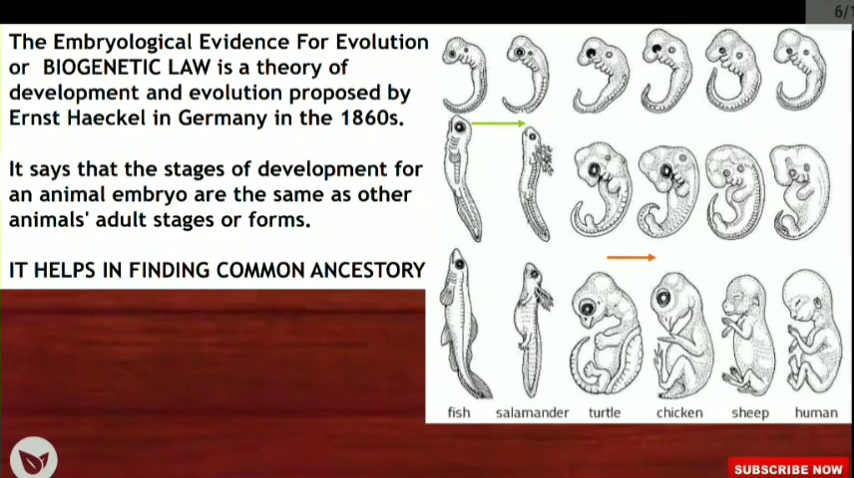 6/1
The Embryological Evidence For Evolution
or BIOGENETIC LAW is a theory of
development and evolution proposed by
Ernst Haeckel in Germany in the 1860s.
It says that the stages of development for
an animal embryo are the same as other
animals' adult stages or forms.
IT HELPS IN FINDING COMMON ANCESTORY
fish salamander turtle chicken sheep human
SUBSCRIBE NOW